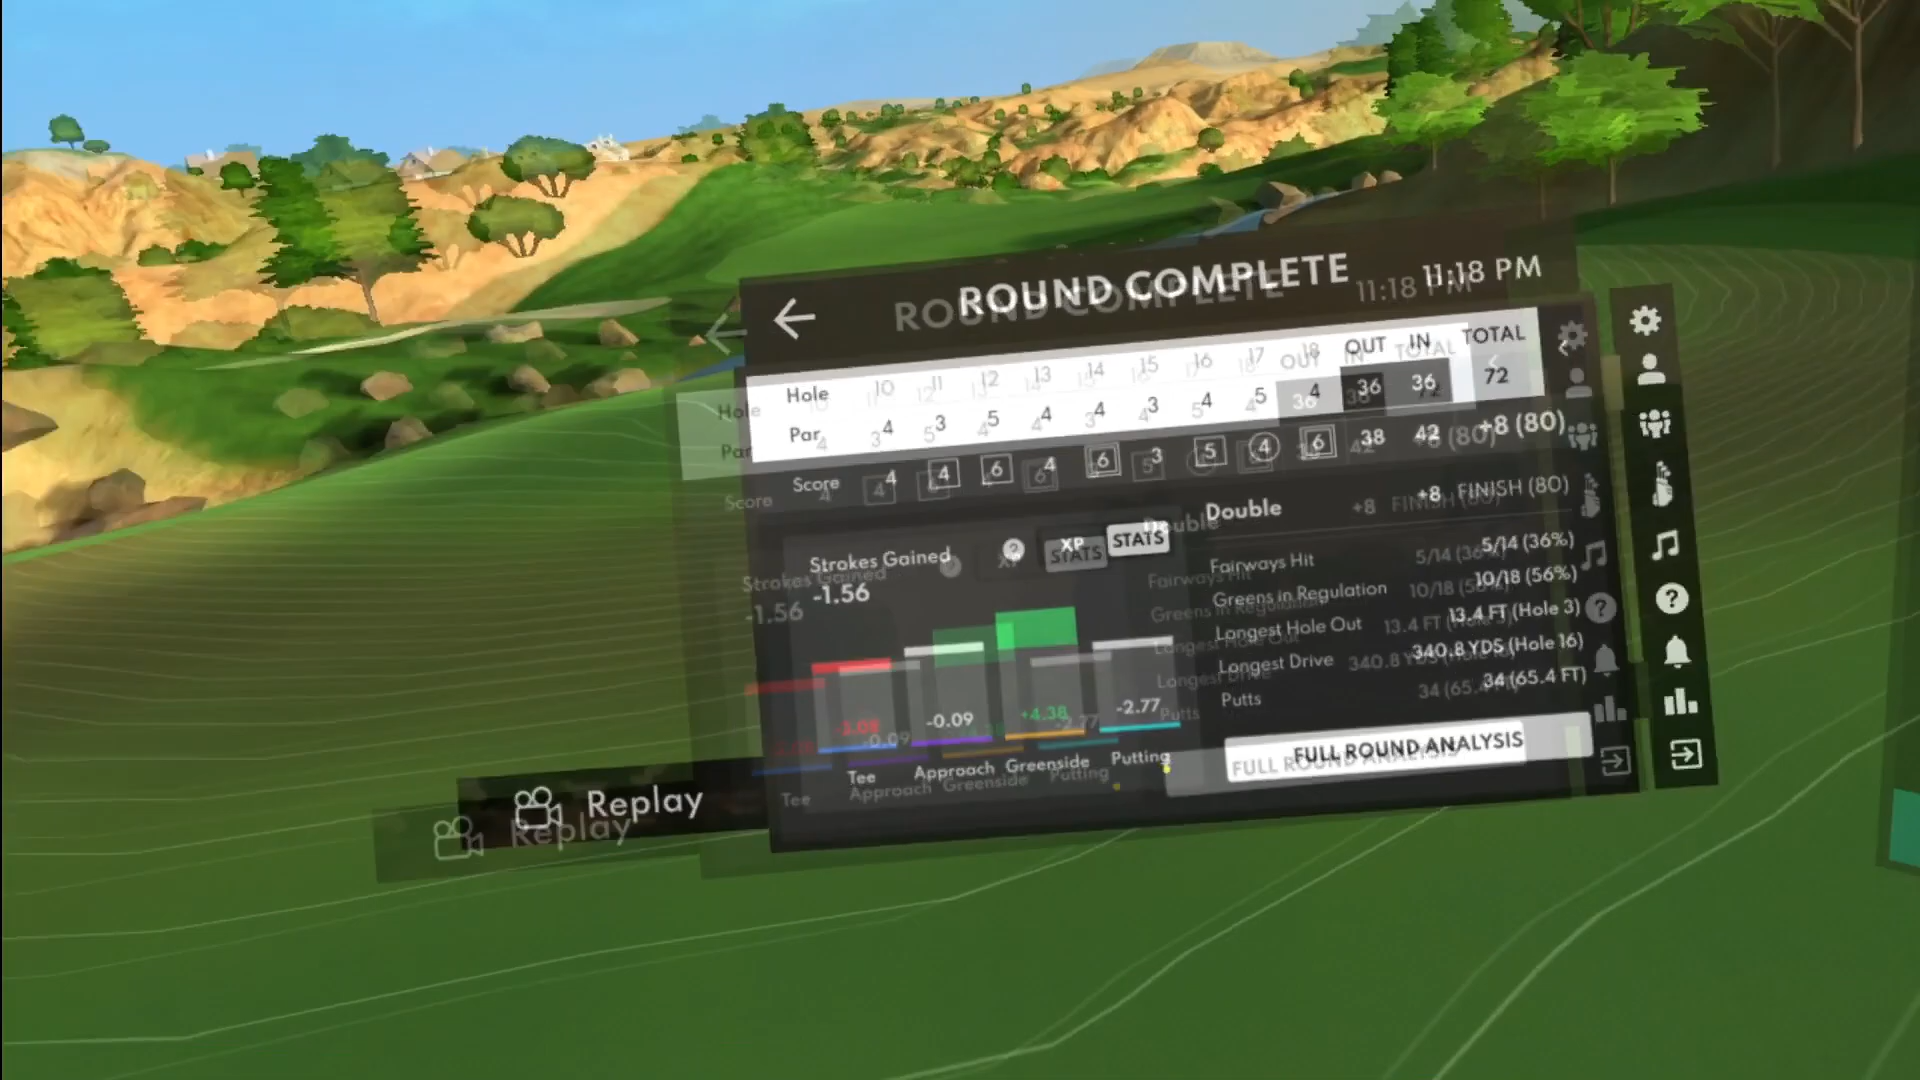 ROUND COMPLETE 11:18 PM
Hole 10 11 12 13 14 15 16 17 18 OUT IN TOTAL
Par 4 3 5 4 4 3 4 5 4 36 36 72
Score 4 4 6 4 6 3 5 4 6 38 42 +8 (80)
Double +8 FINISH (80)
Strokes Gained ? XP STATS
-1.56
Fairways Hit 5/14 (36%)
Greens in Regulation 10/18 (56%)
Longest Hole Out 13.4 FT (Hole 3)
Longest Drive 340.8 YDS (Hole 16)
Putts 34 (65.4 FT)
-3.08 -0.09 +4.38 -2.77
Tee Approach Greenside Putting
FULL ROUND ANALYSIS
Replay